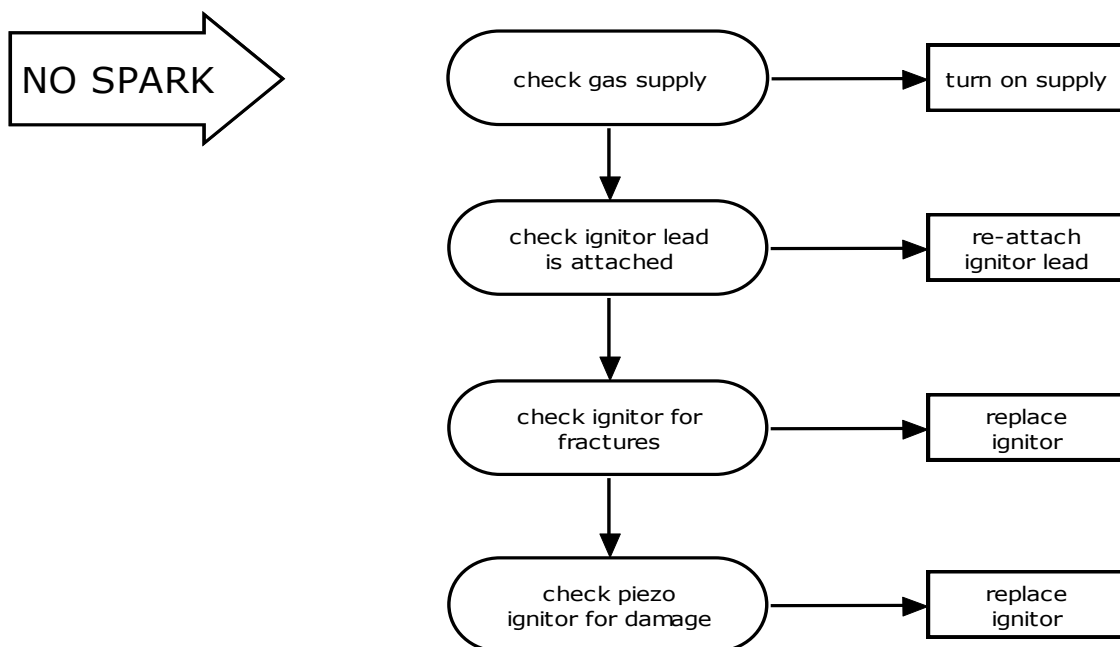 NO SPARK
check gas supply
turn on supply
check ignitor lead
is attached
re-attach
ignitor lead
check ignitor for
fractures
replace
ignitor
check piezo
ignitor for damage
replace
ignitor